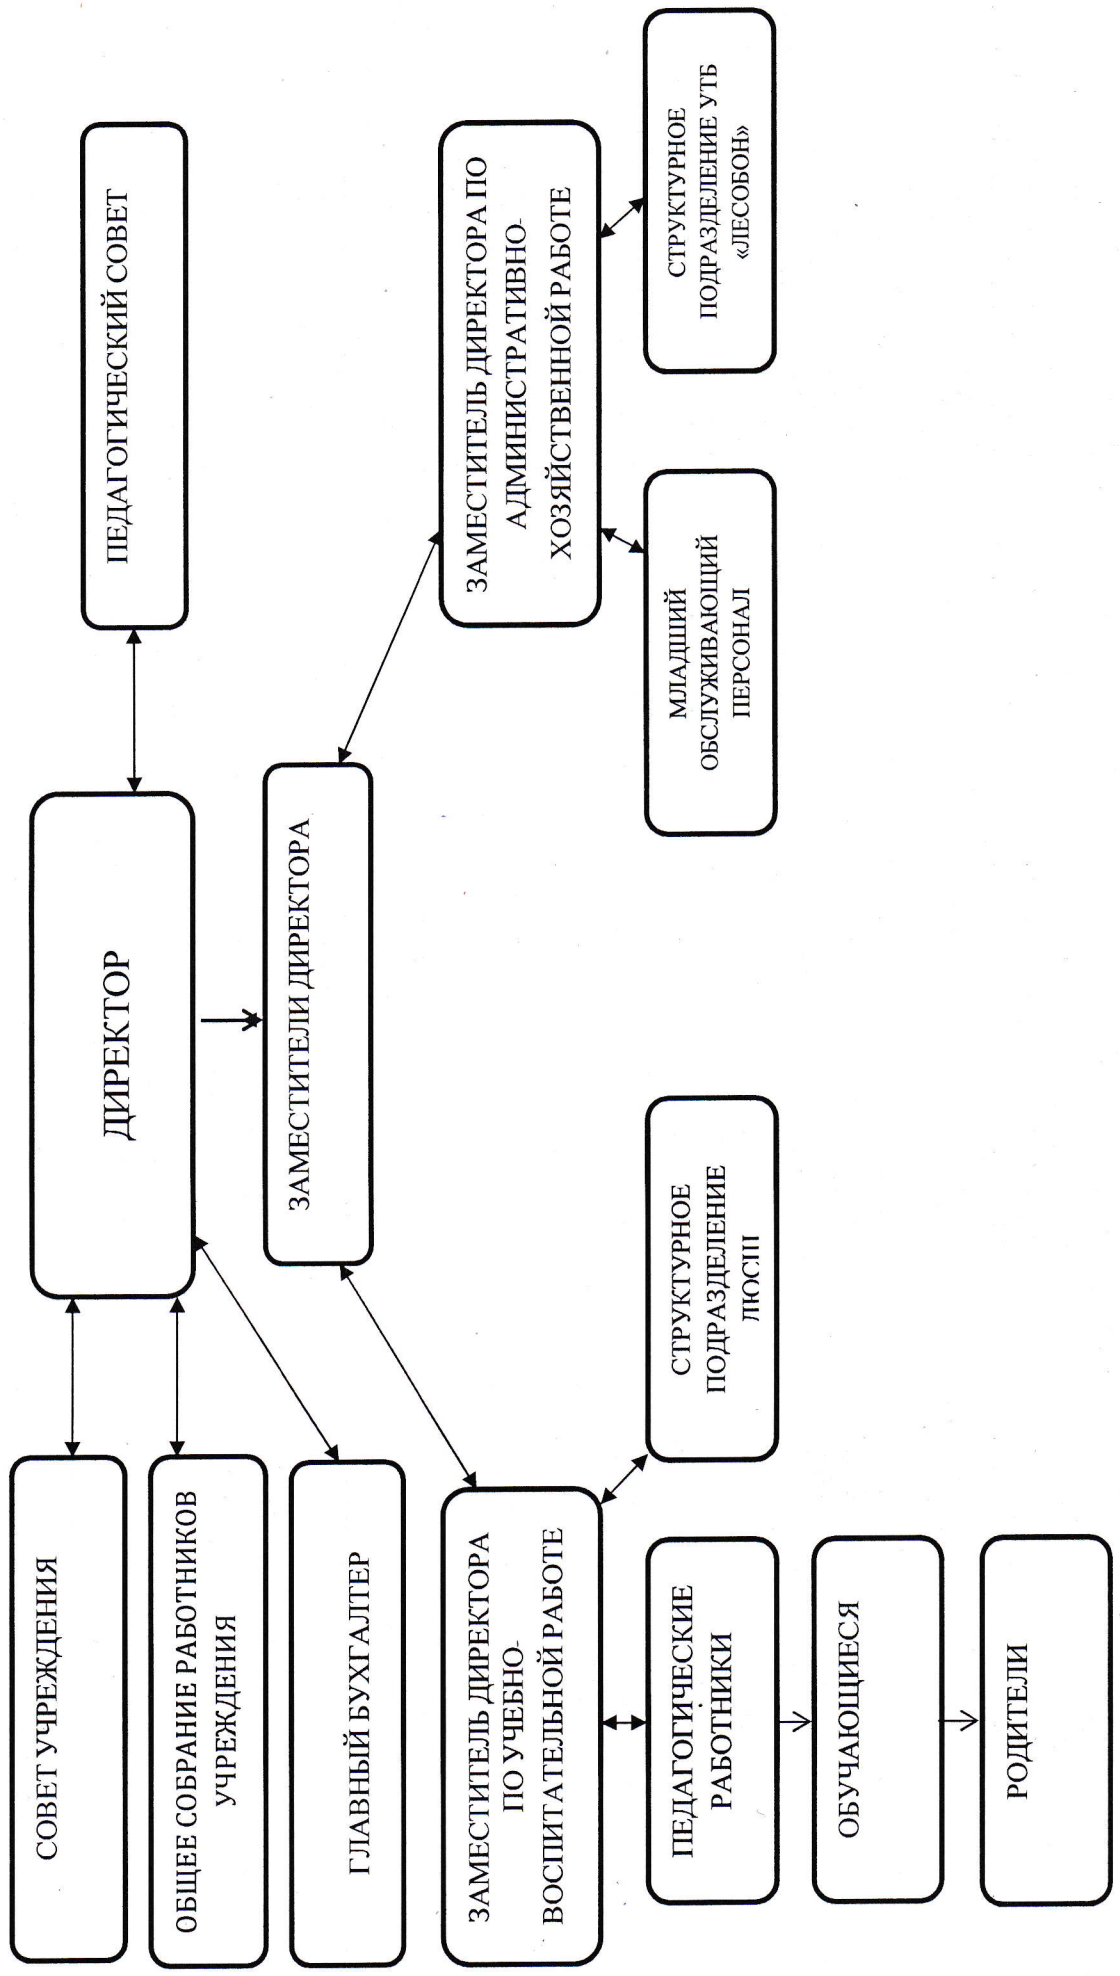 СОВЕТ УЧРЕЖДЕНИЯ
ДИРЕКТОР
ПЕДАГОГИЧЕСКИЙ СОВЕТ
ОБЩЕЕ СОБРАНИЕ РАБОТНИКОВ
УЧРЕЖДЕНИЯ
ГЛАВНЫЙ БУХГАЛТЕР
ЗАМЕСТИТЕЛИ ДИРЕКТОРА
ЗАМЕСТИТЕЛЬ ДИРЕКТОРА
ПО УЧЕБНО-
ВОСПИТАТЕЛЬНОЙ РАБОТЕ
ЗАМЕСТИТЕЛЬ ДИРЕКТОРА ПО
АДМИНИСТРАТИВНО-
ХОЗЯЙСТВЕННОЙ РАБОТЕ
ПЕДАГОГИЧЕСКИЕ
РАБОТНИКИ
СТРУКТУРНОЕ
ПОДРАЗДЕЛЕНИЕ
МЛАДШИЙ
ОБСЛУЖИВАЮЩИЙ
ПЕРСОНАЛ
СТРУКТУРНОЕ
ПОДРАЗДЕЛЕНИЕ УТБ
«ЛЕСОБОН»
ОБУЧАЮЩИЕСЯ
РОДИТЕЛИ